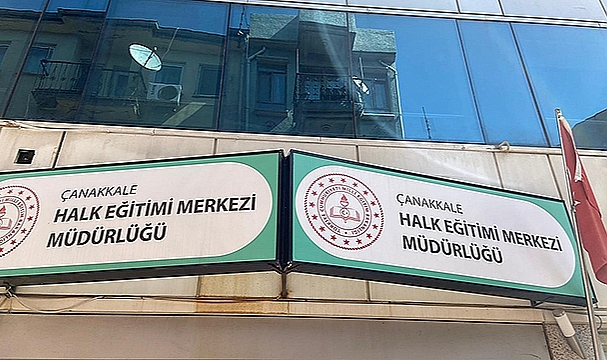 ÇANAKKALE
HALK EĞİTİMİ MERKEZİ
MÜDÜRLÜĞÜ
ÇANAKKALE
HALK EĞİTİMİ MERKEZİ
MÜDÜRLÜĞÜ